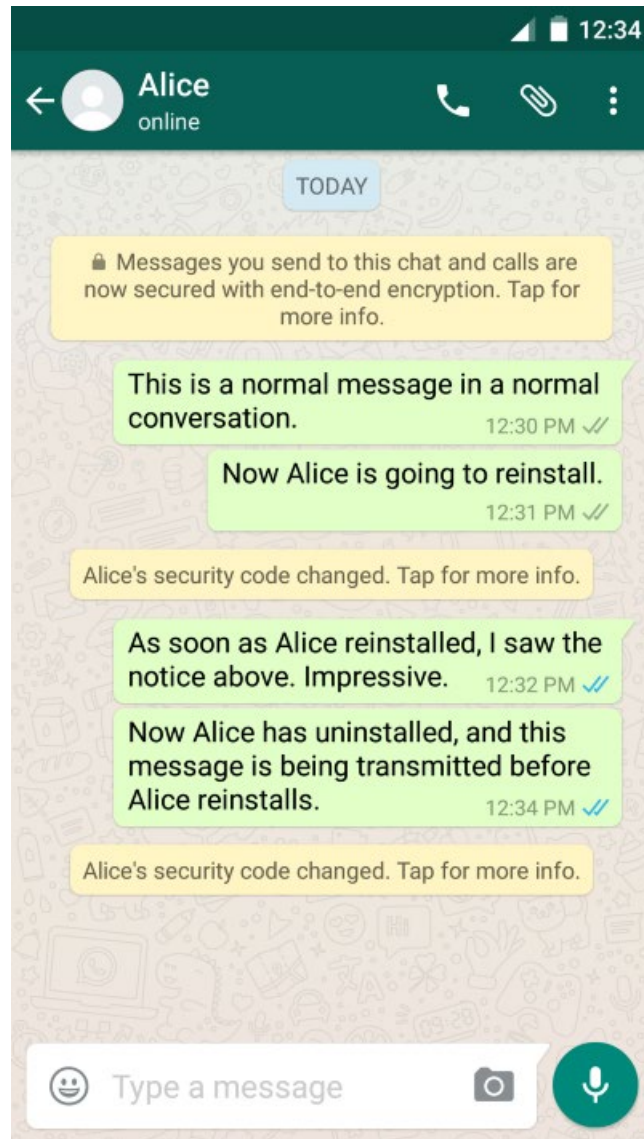 12:34
Alice
online
TODAY
Messages you send to this chat and calls are
now secured with end-to-end encryption. Tap for
more info.
This is a normal message in a normal
conversation.
12:30 PM
Now Alice is going to reinstall.
12:31 PM
Alice's security code changed. Tap for more info.
As soon as Alice reinstalled, I saw the
notice above. Impressive.
12:32 PM
Now Alice has uninstalled, and this
message is being transmitted before
Alice reinstalls.
12:34 PM
Alice's security code changed. Tap for more info.
Type a message